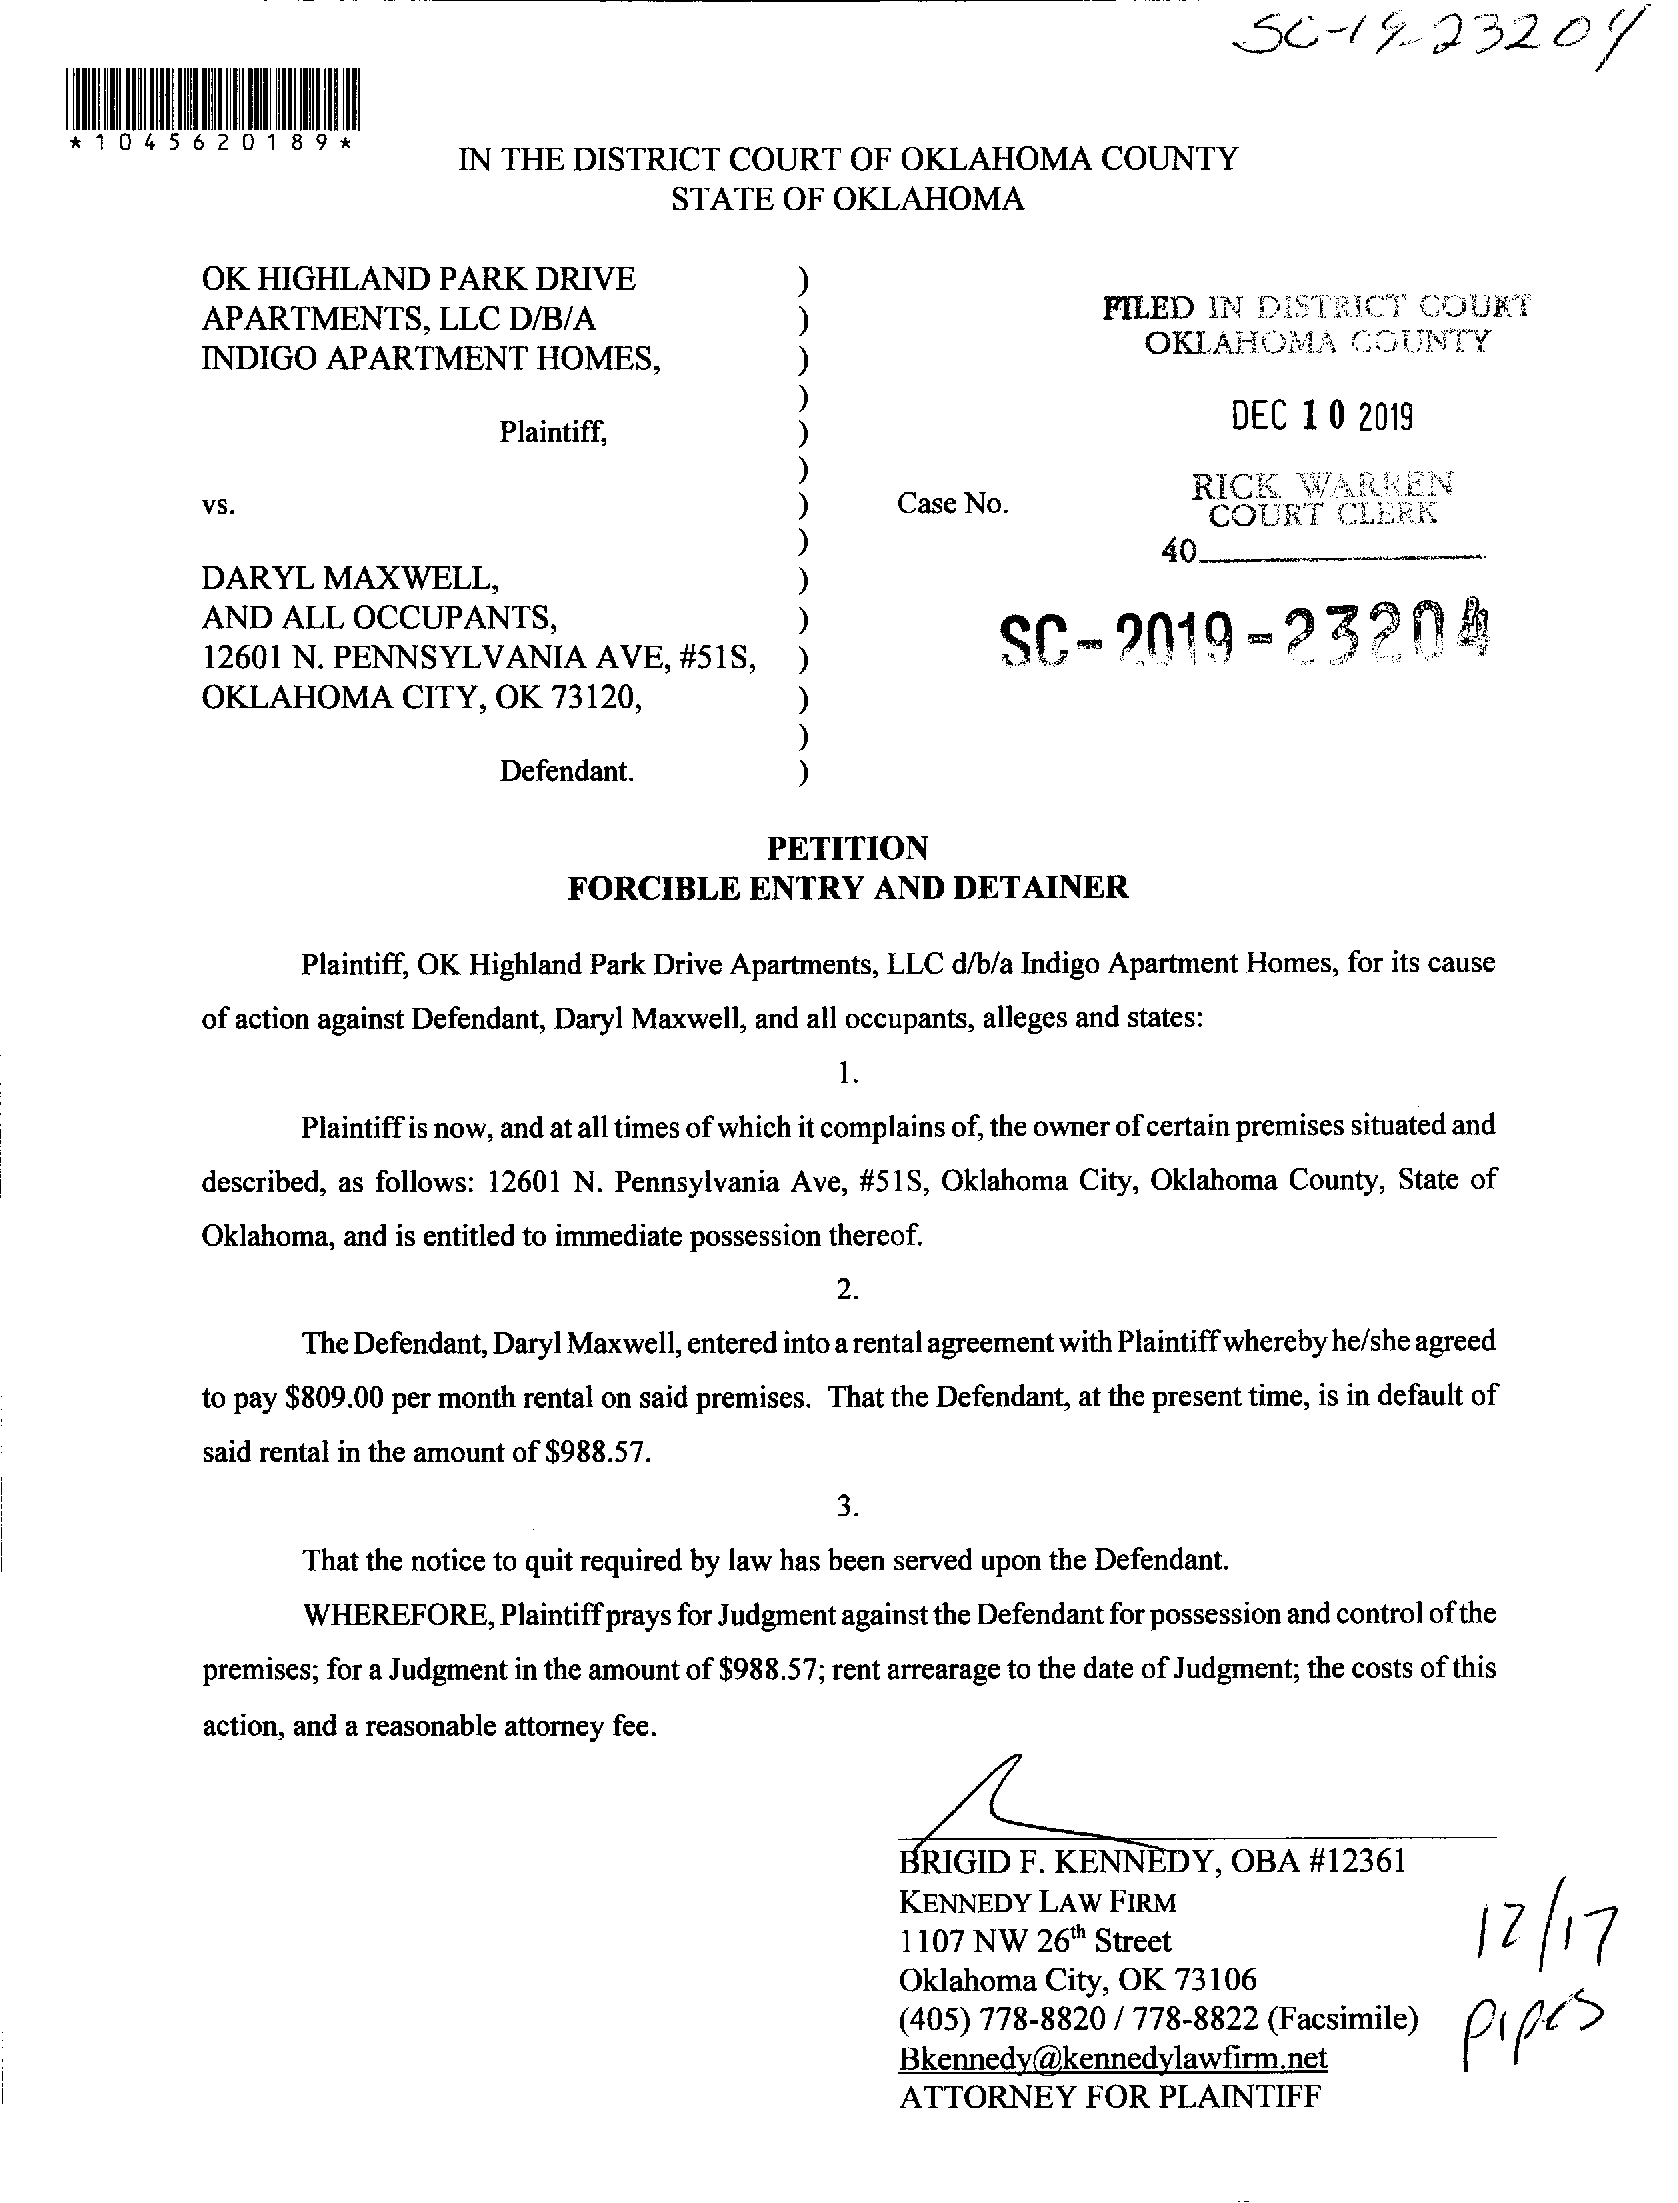 SC-19-23204
*1045620189*
IN THE DISTRICT COURT OF OKLAHOMA COUNTY
STATE OF OKLAHOMA
OK HIGHLAND PARK DRIVE )
APARTMENTS, LLC D/B/A )
INDIGO APARTMENT HOMES, )
)
Plaintiff, )
)
vs. ) Case No.
)
DARYL MAXWELL, )
AND ALL OCCUPANTS, )
12601 N. PENNSYLVANIA AVE, #51S, )
OKLAHOMA CITY, OK 73120, )
)
Defendant. )
FILED IN DISTRICT COURT
OKLAHOMA COUNTY
DEC 10 2019
RICK WARREN
COURT CLERK
40
SC-2019-23204
PETITION
FORCIBLE ENTRY AND DETAINER
Plaintiff, OK Highland Park Drive Apartments, LLC d/b/a Indigo Apartment Homes, for its cause
of action against Defendant, Daryl Maxwell, and all occupants, alleges and states:
1.
Plaintiff is now, and at all times of which it complains of, the owner of certain premises situated and
described, as follows: 12601 N. Pennsylvania Ave, #51S, Oklahoma City, Oklahoma County, State of
Oklahoma, and is entitled to immediate possession thereof.
2.
The Defendant, Daryl Maxwell, entered into a rental agreement with Plaintiff whereby he/she agreed
to pay $809.00 per month rental on said premises. That the Defendant, at the present time, is in default of
said rental in the amount of $988.57.
3.
That the notice to quit required by law has been served upon the Defendant.
WHEREFORE, Plaintiff prays for Judgment against the Defendant for possession and control of the
premises; for a Judgment in the amount of $988.57; rent arrearage to the date of Judgment; the costs of this
action, and a reasonable attorney fee.
BRIGID F. KENNEDY, OBA #12361
KENNEDY LAW FIRM
1107 NW 26th Street
Oklahoma City, OK 73106
(405) 778-8820 / 778-8822 (Facsimile)
Bkennedy@kennedylawfirm.net
ATTORNEY FOR PLAINTIFF
12/17
pipes